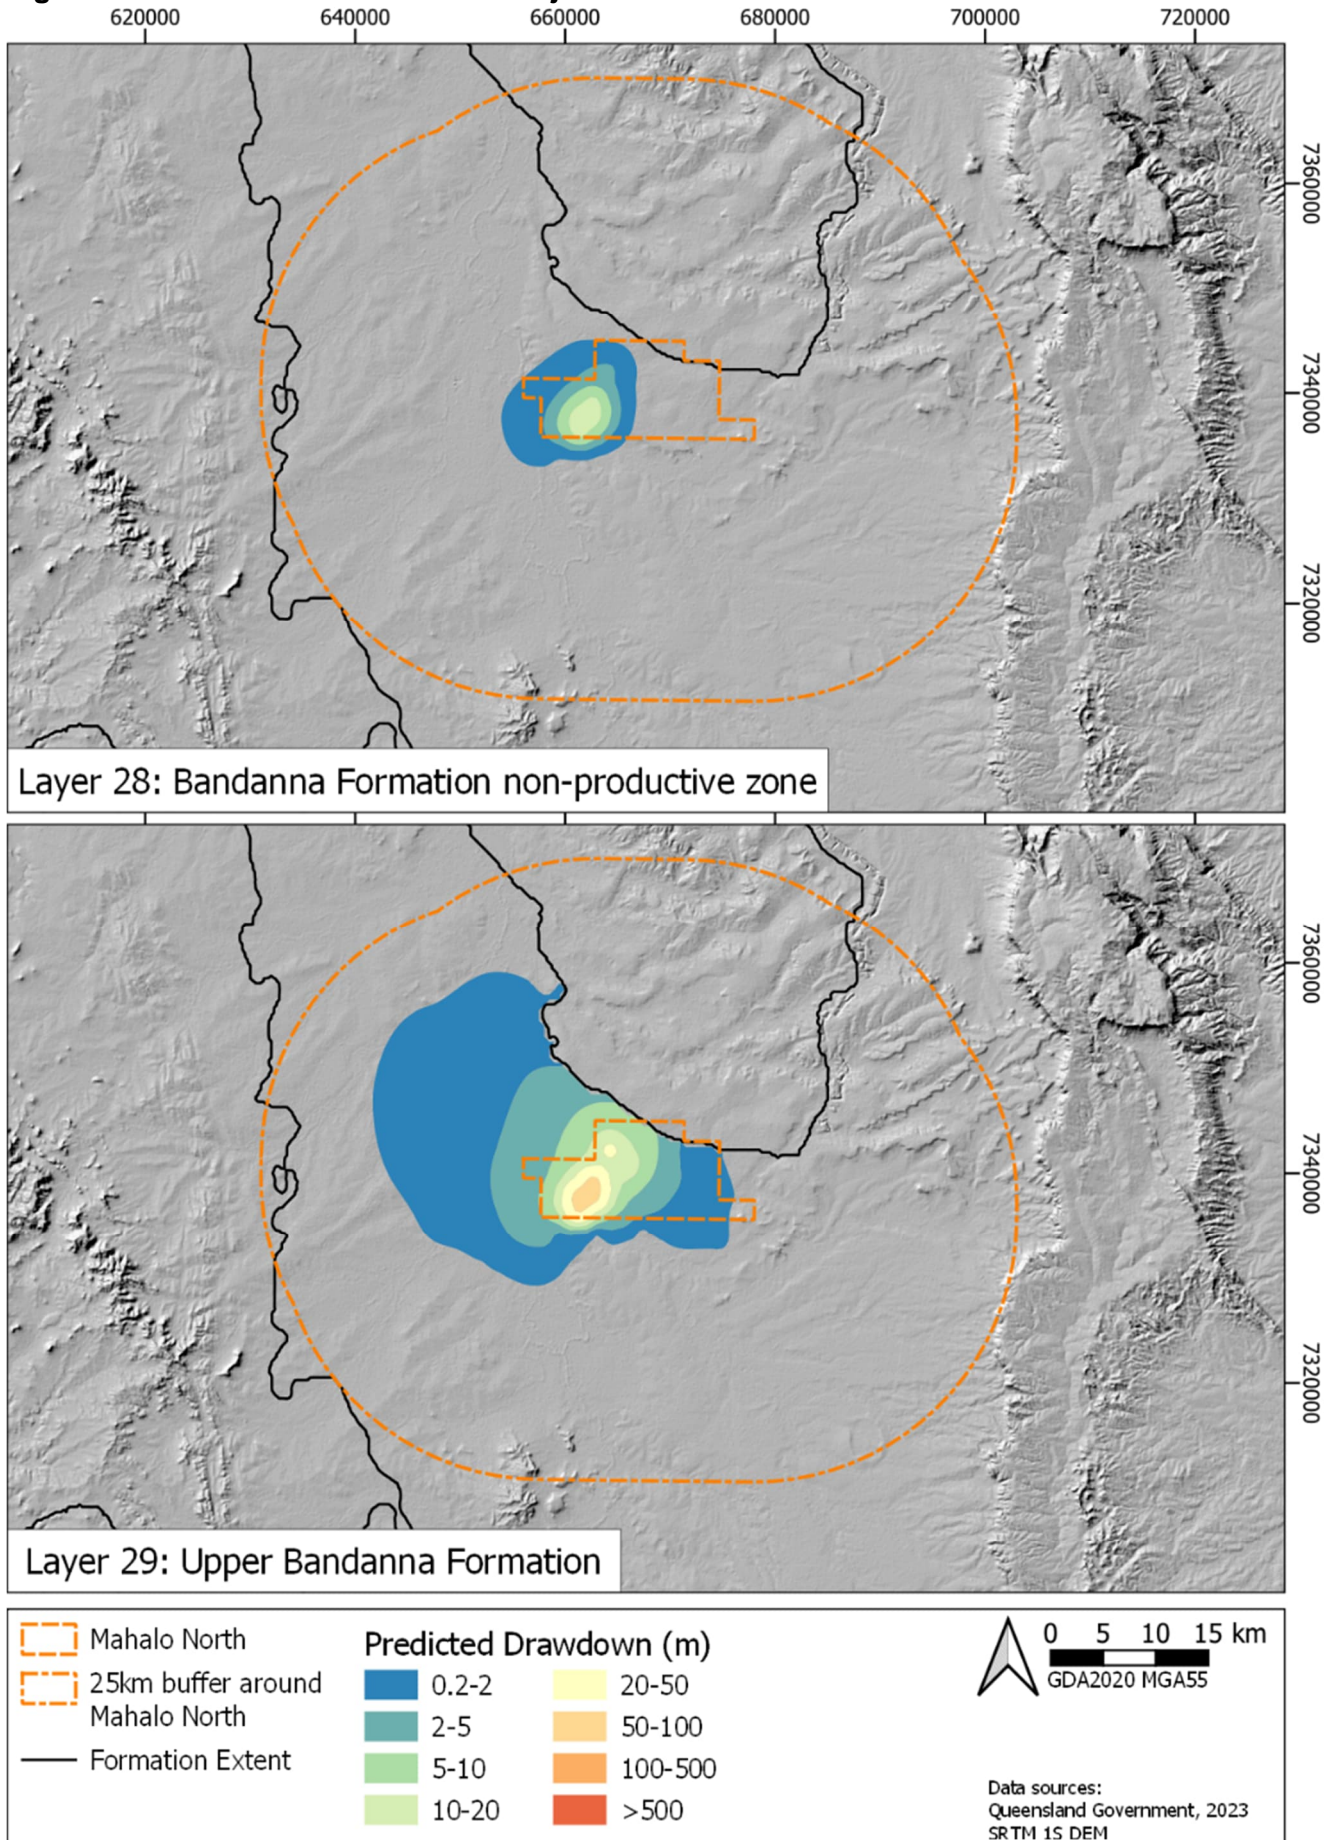 620000 640000 660000 680000 700000 720000
7360000
7340000
7320000
Layer 28: Bandanna Formation non-productive zone
7360000
7340000
7320000
Layer 29: Upper Bandanna Formation
Mahalo North
25km buffer around
Mahalo North
Formation Extent
Predicted Drawdown (m)
0.2-2
2-5
5-10
10-20
20-50
50-100
100-500
>500
0 5 10 15 km
GDA2020 MGA55
Data sources:
Queensland Government, 2023
SRTM 1S DEM